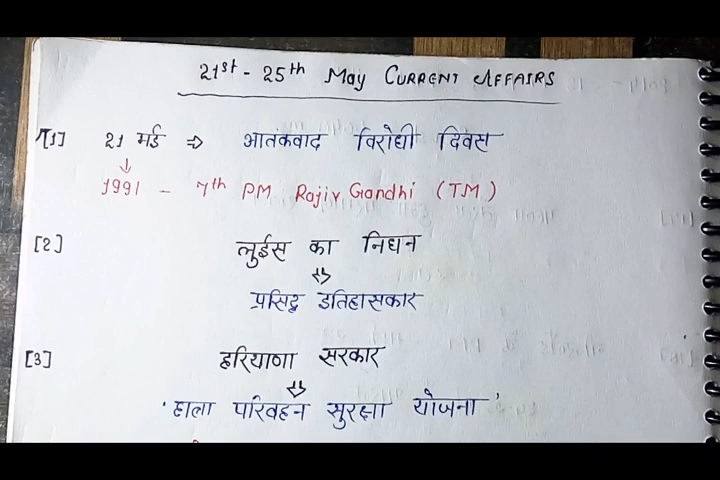 21st - 25th May CURRENT AFFAIRS
[1] 21 मई ⇒ आतंकवाद विरोधी दिवस
↓
1991 - 7th PM Rajiv Gandhi (TM)
[2] लुईस का निधन
⇓
प्रसिद्ध इतिहासकार
[3] हरियाणा सरकार
⇓
'हाला परिवहन सुरक्षा योजना'